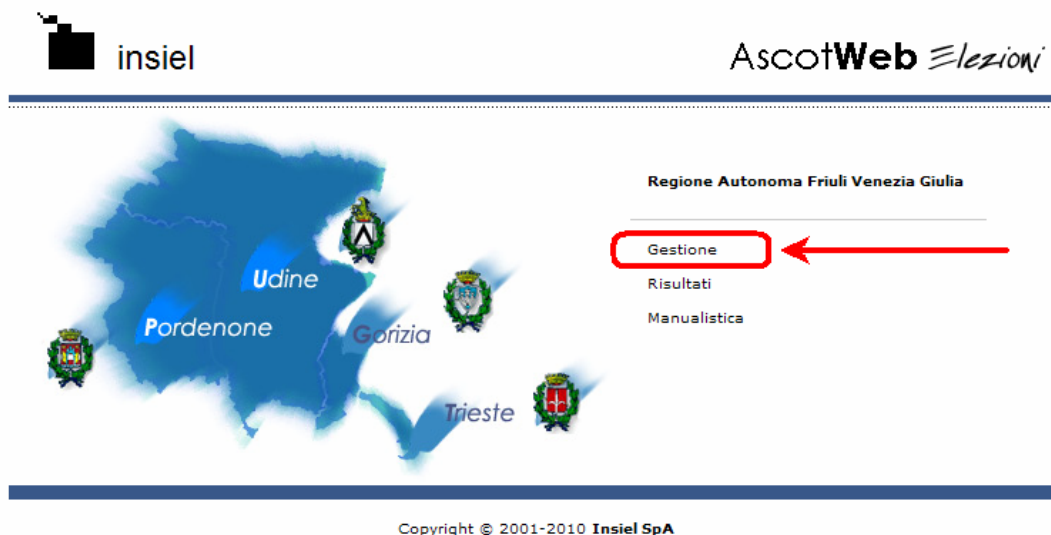 insiel
AscotWeb Elezioni
Regione Autonoma Friuli Venezia Giulia
Gestione
Risultati
Manualistica
Udine
Pordenone
Gorizia
Trieste
Copyright © 2001-2010 Insiel SpA